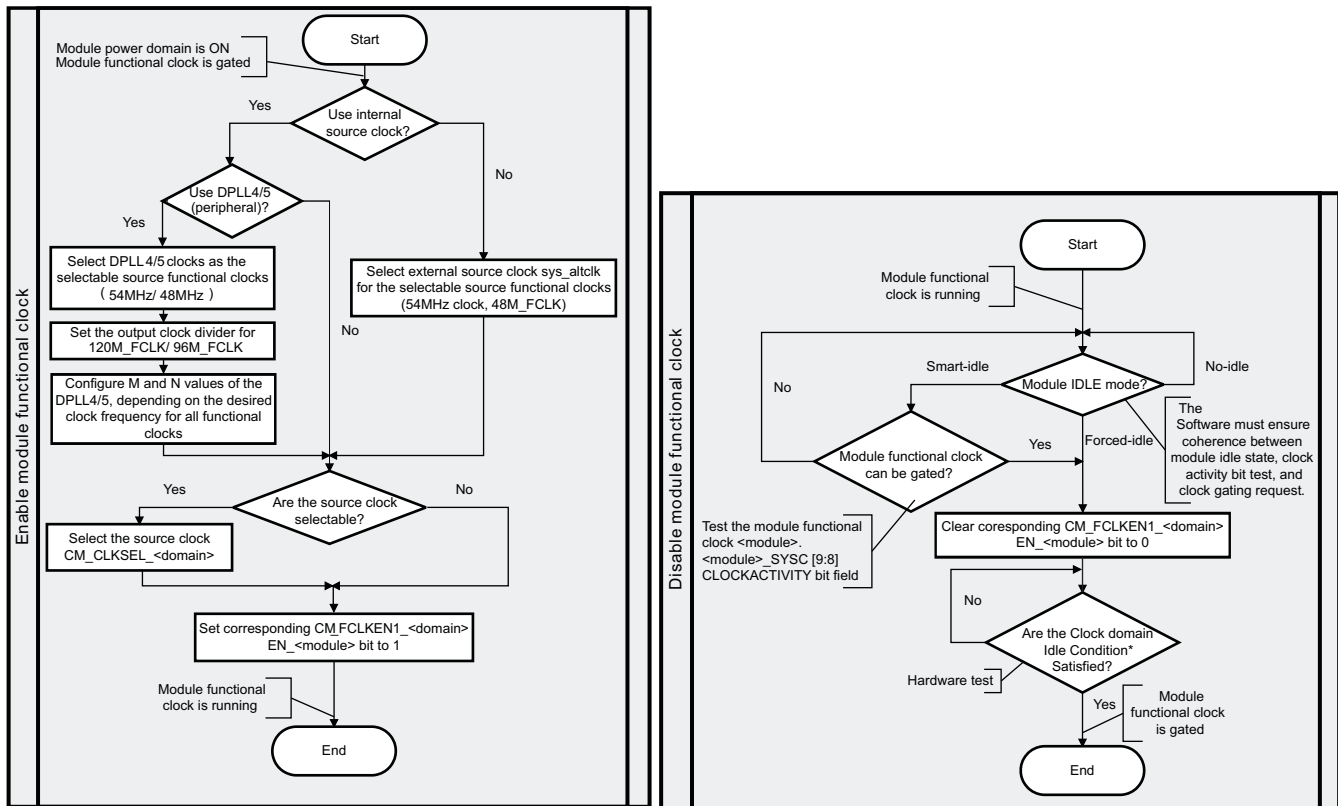 Enable module functional clock
Start
Module power domain is ON
Module functional clock is gated
Use internal
source clock?
Yes
No
Use DPLL4/5
(peripheral)?
Yes
No
Select DPLL 4/5 clocks as the
selectable source functional clocks
( 54MHz/ 48MHz )
Set the output clock divider for
120M_FCLK/ 96M_FCLK
Configure M and N values of the
DPLL4/5, depending on the desired
clock frequency for all functional
clocks
Select external source clock sys_altclk
for the selectable source functional clocks
(54MHz clock, 48M_FCLK)
Are the source clock
selectable?
Yes
No
Select the source clock
CM_CLKSEL_<domain>
Set corresponding CM_FCLKEN1_<domain>
EN_<module> bit to 1
Module functional
clock is running
End
Disable module functional clock
Start
Module functional
clock is running
Module IDLE mode?
Smart-idle
No-idle
Forced-idle
The
Software must ensure
coherence between
module idle state, clock
activity bit test, and
clock gating request.
Module functional clock
can be gated?
No
Yes
Test the module functional
clock <module>.
<module>_SYSC [9:8]
CLOCKACTIVITY bit field
Clear coresponding CM_FCLKEN1_<domain>
EN_<module> bit to 0
Are the Clock domain
Idle Condition*
Satisfied?
No
Hardware test
Yes
Module
functional clock
is gated
End